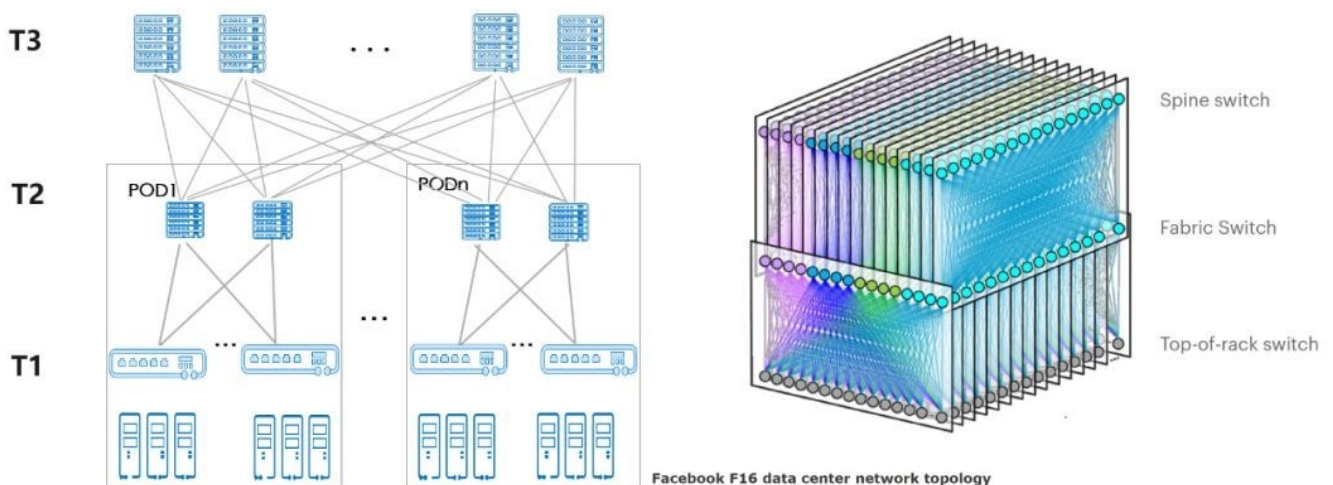 T3
...
Spine switch
T2
POD1
PODn
Fabric Switch
...
T1
...
...
Top-of-rack switch
...
Facebook F16 data center network topology